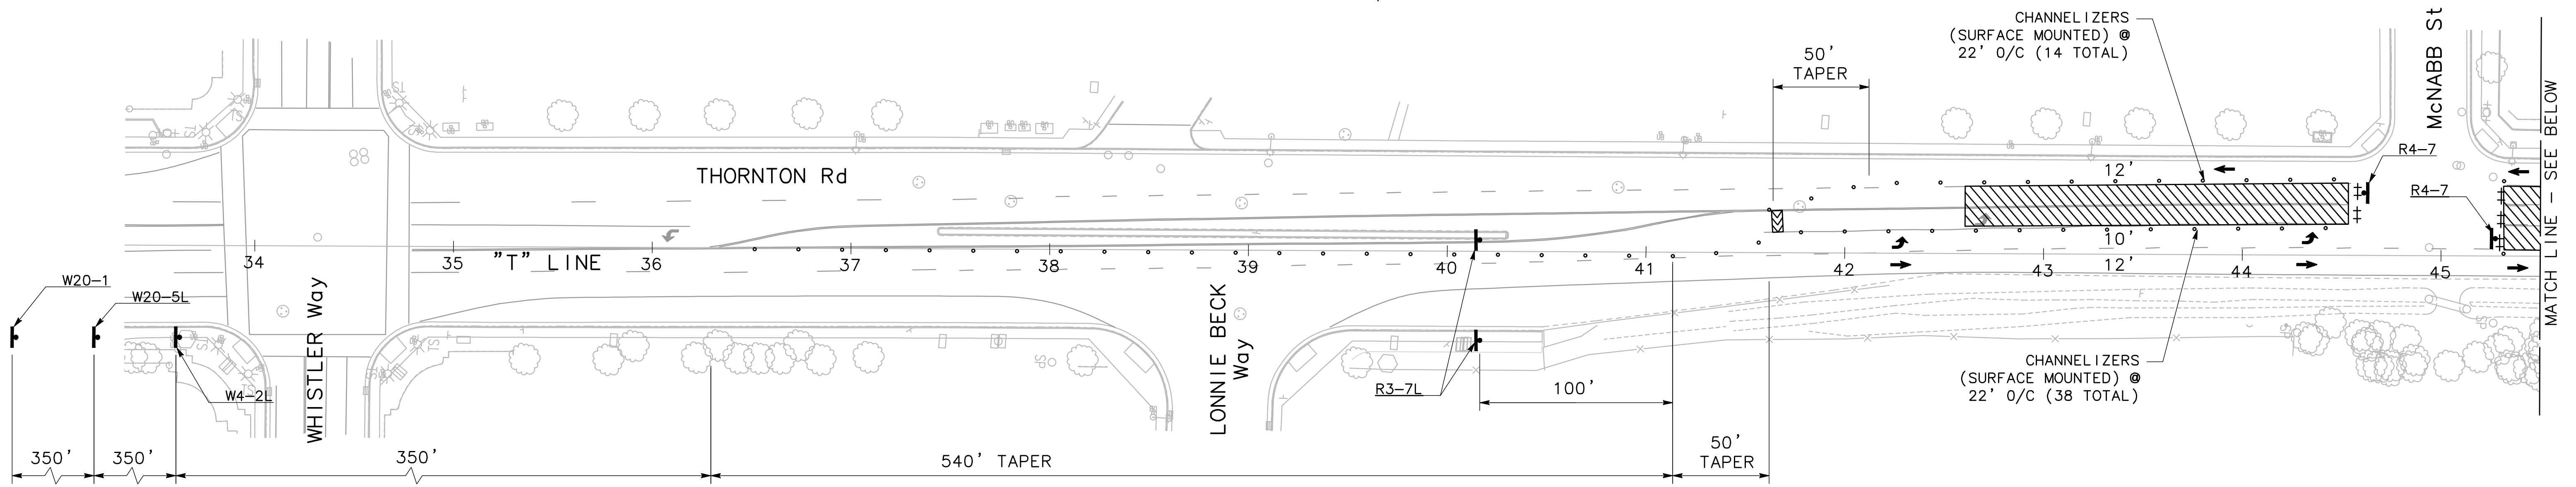 CHANNELIZERS
(SURFACE MOUNTED) @
22' O/C (14 TOTAL)
McNABB St
50'
TAPER
R4-7
THORNTON Rd
12'
R4-7
MATCH LINE - SEE BELOW
10'
12'
34
35
"T" LINE
36
37
38
39
40
41
42
43
44
45
W20-1
W20-5L
W4-2L
WHISTLER Way
LONNIE BECK
Way
R3-7L
100'
CHANNELIZERS
(SURFACE MOUNTED) @
22' O/C (38 TOTAL)
350'
350'
350'
540' TAPER
50'
TAPER